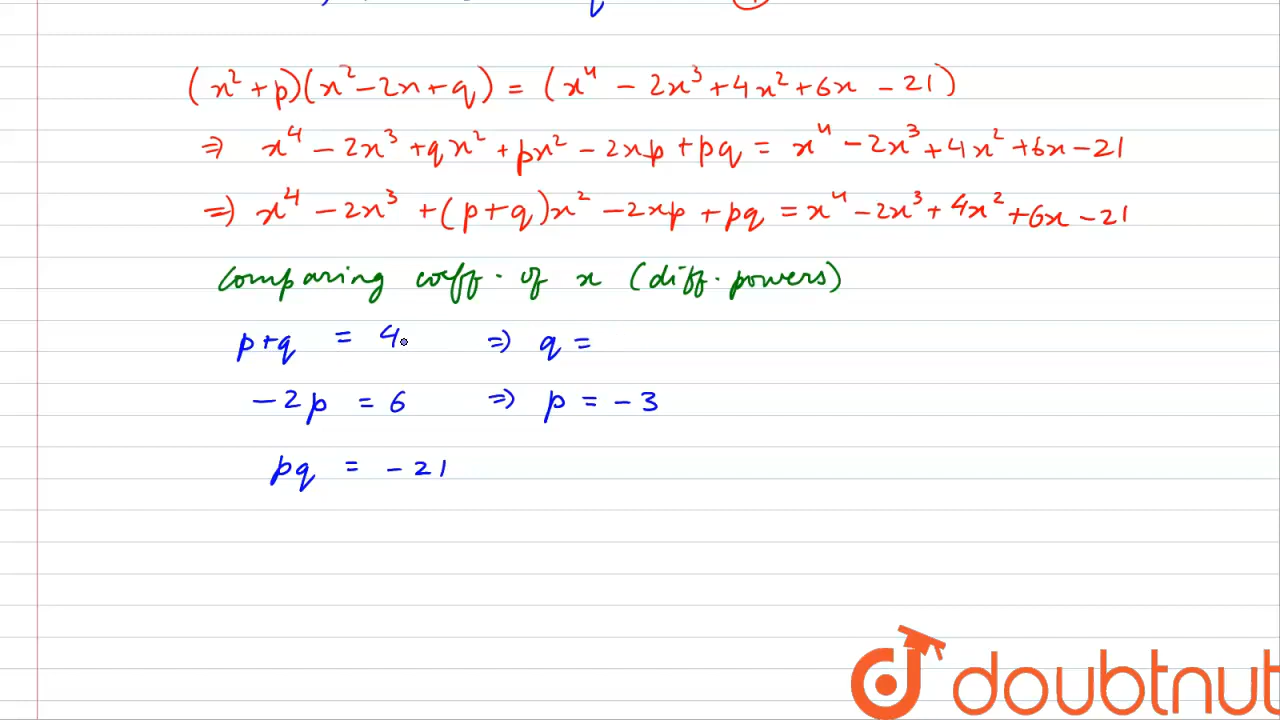 (x² + p)(x² - 2x + q) = (x⁴ - 2x³ + 4x² + 6x - 21)
⇒ x⁴ - 2x³ + qx² + px² - 2xp + pq = x⁴ - 2x³ + 4x² + 6x - 21
⇒ x⁴ - 2x³ + (p+q)x² - 2xp + pq = x⁴ - 2x³ + 4x² + 6x - 21
Comparing coeff. of x (diff. powers)
p+q = 4 ⇒ q =
-2p = 6 ⇒ p = -3
pq = -21
doubtnut